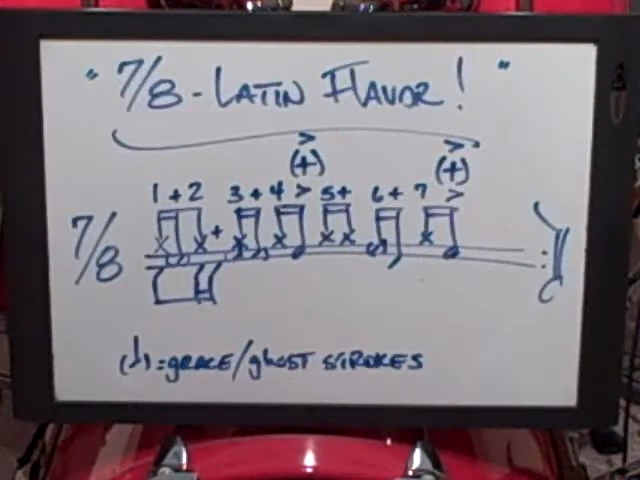 "7/8 - LATIN FLAVOR!"
> >
(+) (+)
1 + 2 + 3 + 4 > 5 + 6 + 7 >
7/8
(♩) = GRACE/ghost STROKES